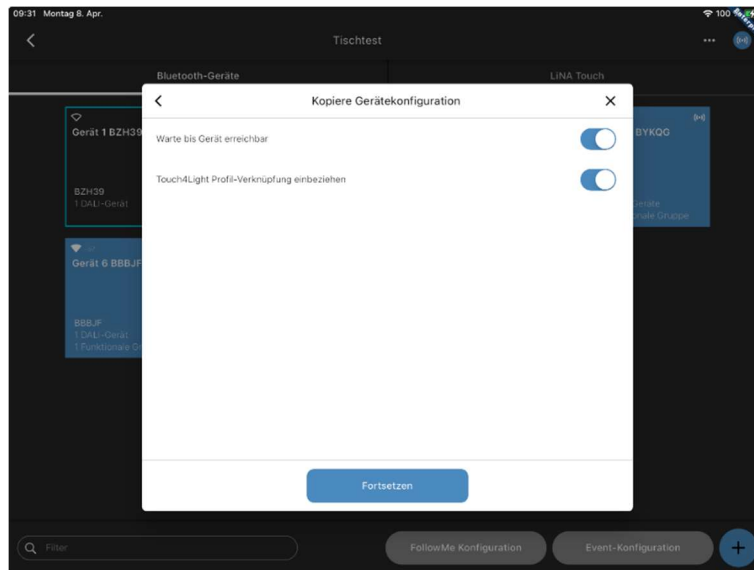 09:31 Montag 8. Apr.
100
Tischtest
Bluetooth-Geräte
LiNA Touch
Kopiere Gerätekonfiguration
Warte bis Gerät erreichbar
Touch4Light Profil-Verknüpfung einbeziehen
Gerät 1 BZH39
BZH39
1 DALI-Gerät
BYKQG
Geräte
onale Gruppe
Gerät 6 BBBJF
BBBJF
1 DALI-Gerät
1 Funktionale
Fortsetzen
Filter
FollowMe Konfiguration
Event-Konfiguration